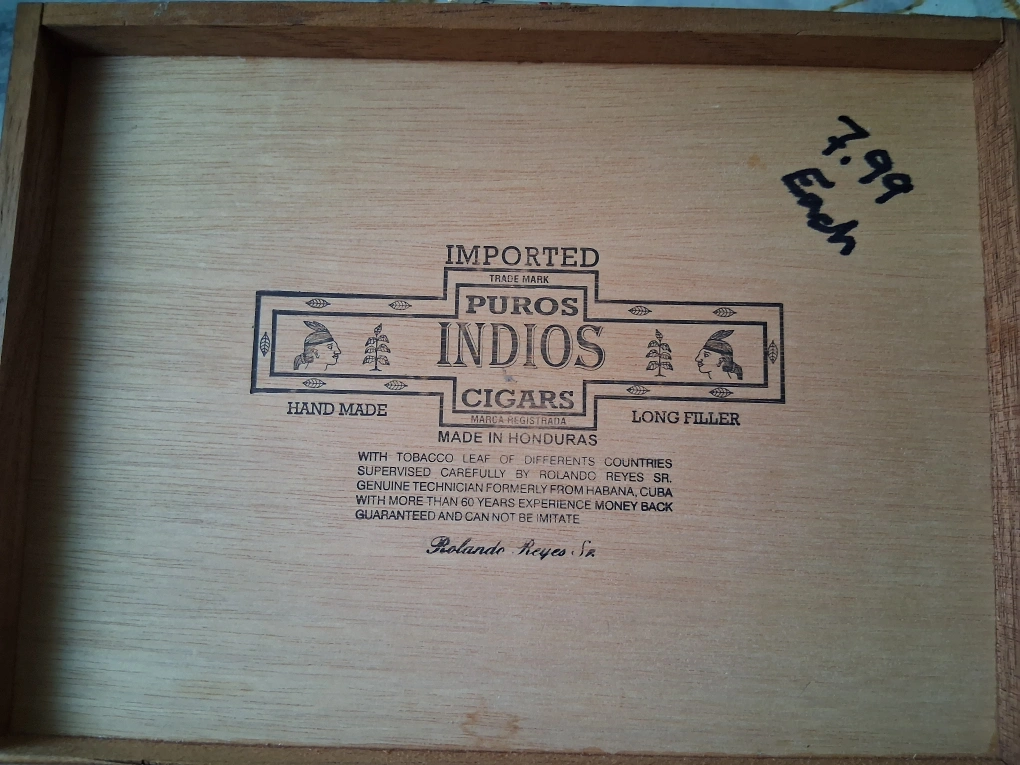 7.99
Each
IMPORTED
TRADE MARK
PUROS
INDIOS
CIGARS
MARCA REGISTRADA
HAND MADE
LONG FILLER
MADE IN HONDURAS
WITH TOBACCO LEAF OF DIFFERENTS COUNTRIES
SUPERVISED CAREFULLY BY ROLANDO REYES SR.
GENUINE TECHNICIAN FORMERLY FROM HABANA, CUBA
WITH MORE THAN 60 YEARS EXPERIENCE MONEY BACK
GUARANTEED AND CAN NOT BE IMITATE
Rolando Reyes Sr.